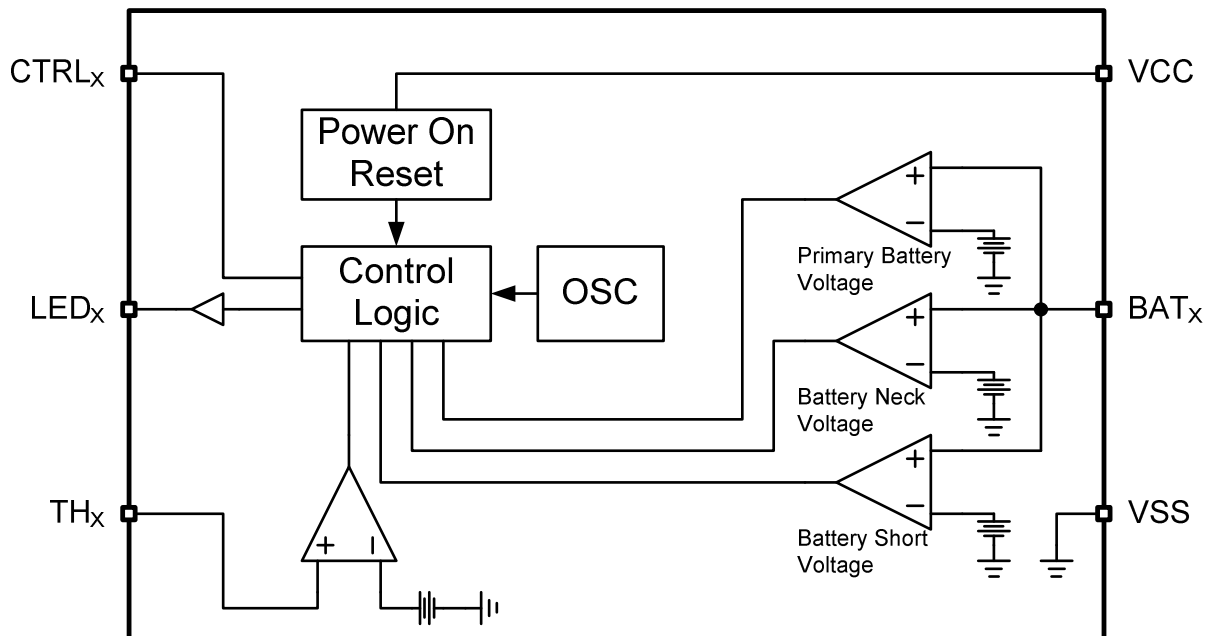 CTRLX
VCC
Power On
Reset
Control
Logic
OSC
+
−
Primary Battery
Voltage
LEDX
BATX
+
−
Battery Neck
Voltage
+
−
Battery Short
Voltage
THX
VSS
+
−